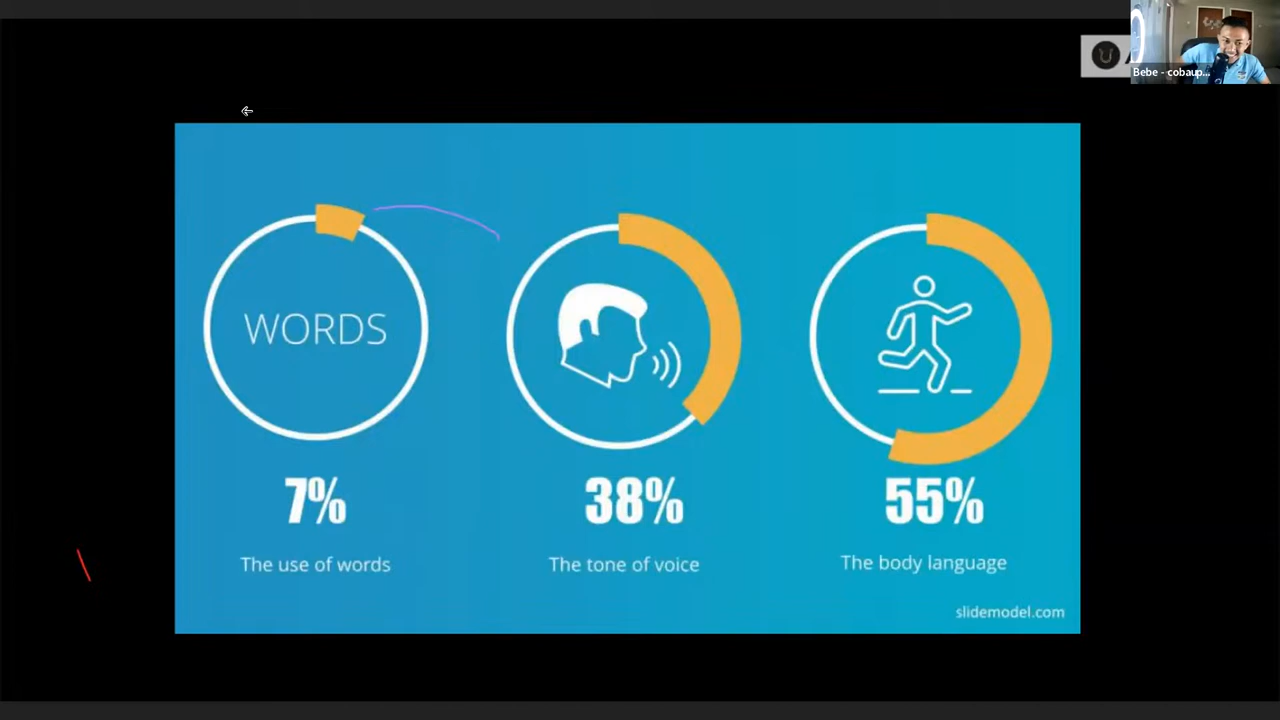 Bebe - cobaup...
WORDS
7%
38%
55%
The use of words
The tone of voice
The body language
slidemodel.com